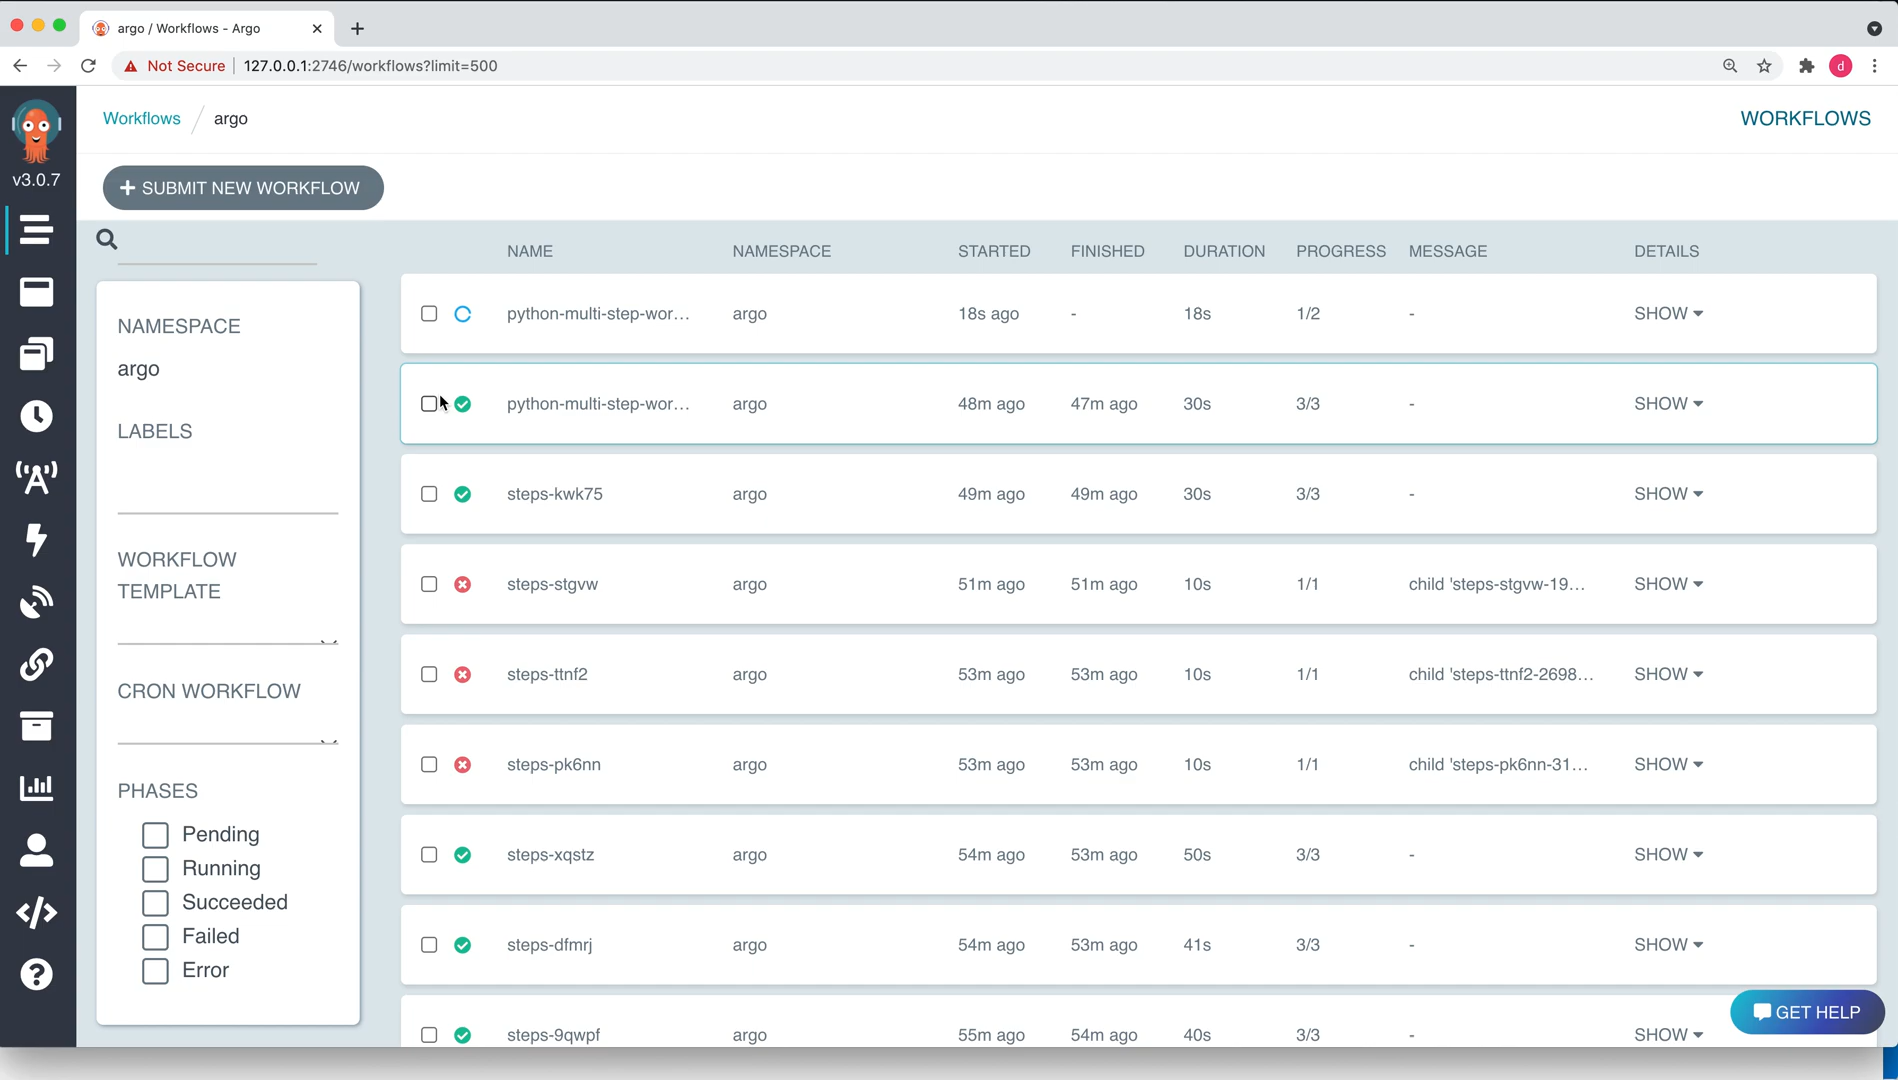 argo / Workflows - Argo
Not Secure 127.0.0.1:2746/workflows?limit=500
d
Workflows / argo
WORKFLOWS
v3.0.7
+ SUBMIT NEW WORKFLOW
NAMESPACE
argo
LABELS
WORKFLOW
TEMPLATE
CRON WORKFLOW
PHASES
Pending
Running
Succeeded
Failed
Error
NAME NAMESPACE STARTED FINISHED DURATION PROGRESS MESSAGE DETAILS
python-multi-step-wor... argo 18s ago - 18s 1/2 - SHOW
python-multi-step-wor... argo 48m ago 47m ago 30s 3/3 - SHOW
steps-kwk75 argo 49m ago 49m ago 30s 3/3 - SHOW
steps-stgvw argo 51m ago 51m ago 10s 1/1 child 'steps-stgvw-19... SHOW
steps-ttnf2 argo 53m ago 53m ago 10s 1/1 child 'steps-ttnf2-2698... SHOW
steps-pk6nn argo 53m ago 53m ago 10s 1/1 child 'steps-pk6nn-31... SHOW
steps-xqstz argo 54m ago 53m ago 50s 3/3 - SHOW
steps-dfmrj argo 54m ago 53m ago 41s 3/3 - SHOW
steps-9qwpf argo 55m ago 54m ago 40s 3/3 - SHOW
GET HELP